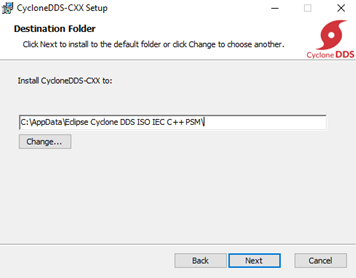 CycloneDDS-CXX Setup
Destination Folder
Click Next to install to the default folder or click Change to choose another.
Cyclone DDS
Install CycloneDDS-CXX to:
C:\AppData\Eclipse Cyclone DDS ISO IEC C++ PSM\
Change...
Back Next Cancel